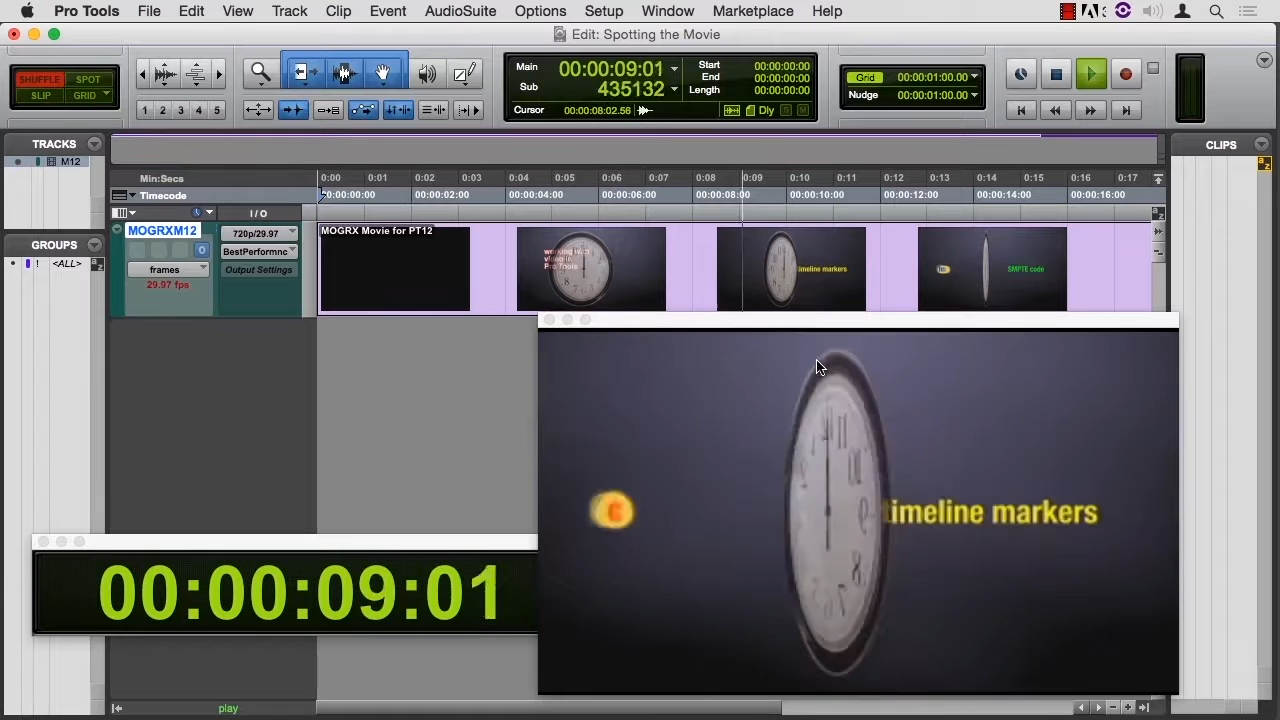 Pro Tools File Edit View Track Clip Event AudioSuite Options Setup Window Marketplace Help
Edit: Spotting the Movie
SHUFFLE SPOT
SLIP GRID
1 2 3 4 5
Main 00:00:09:01
Sub 435132
Start 00:00:00:00
End 00:00:00:00
Length 00:00:00:00
Cursor 00:00:08:02.56 Dly S M
Grid 00:00:01:00.00
Nudge 00:00:01:00.00
TRACKS
M12
GROUPS
! <ALL>
CLIPS
Min:Secs 0:00 0:01 0:02 0:03 0:04 0:05 0:06 0:07 0:08 0:09 0:10 0:11 0:12 0:13 0:14 0:15 0:16 0:17
Timecode 00:00:00:00 00:00:02:00 00:00:04:00 00:00:06:00 00:00:08:00 00:00:10:00 00:00:12:00 00:00:14:00 00:00:16:00
I / O
MOGRXM12 720p/29.97
BestPerformnc
frames Output Settings
29.97 fps
MOGRX Movie for PT12
working with
video in
Pro Tools
timeline markers
SMPTE code
timeline markers
00:00:09:01
play